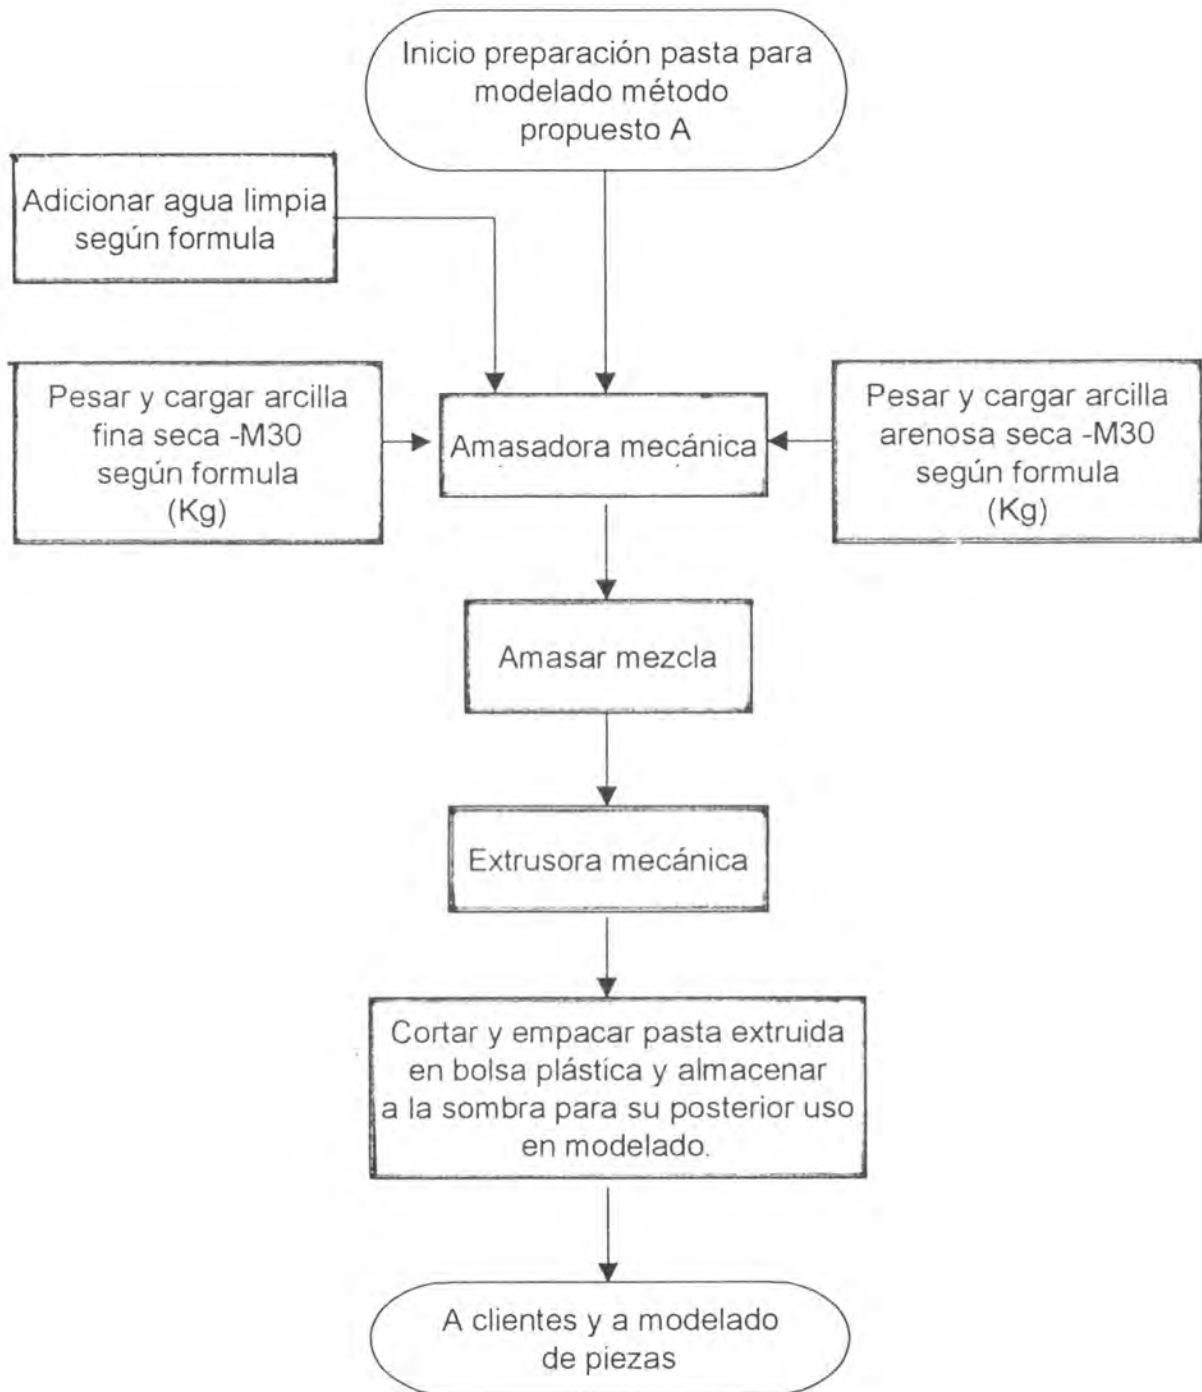 Inicio preparación pasta para
modelado método
propuesto A
Adicionar agua limpia
según formula
Pesar y cargar arcilla
fina seca -M30
según formula
(Kg)
Amasadora mecánica
Pesar y cargar arcilla
arenosa seca -M30
según formula
(Kg)
Amasar mezcla
Extrusora mecánica
Cortar y empacar pasta extruida
en bolsa plástica y almacenar
a la sombra para su posterior uso
en modelado.
A clientes y a modelado
de piezas